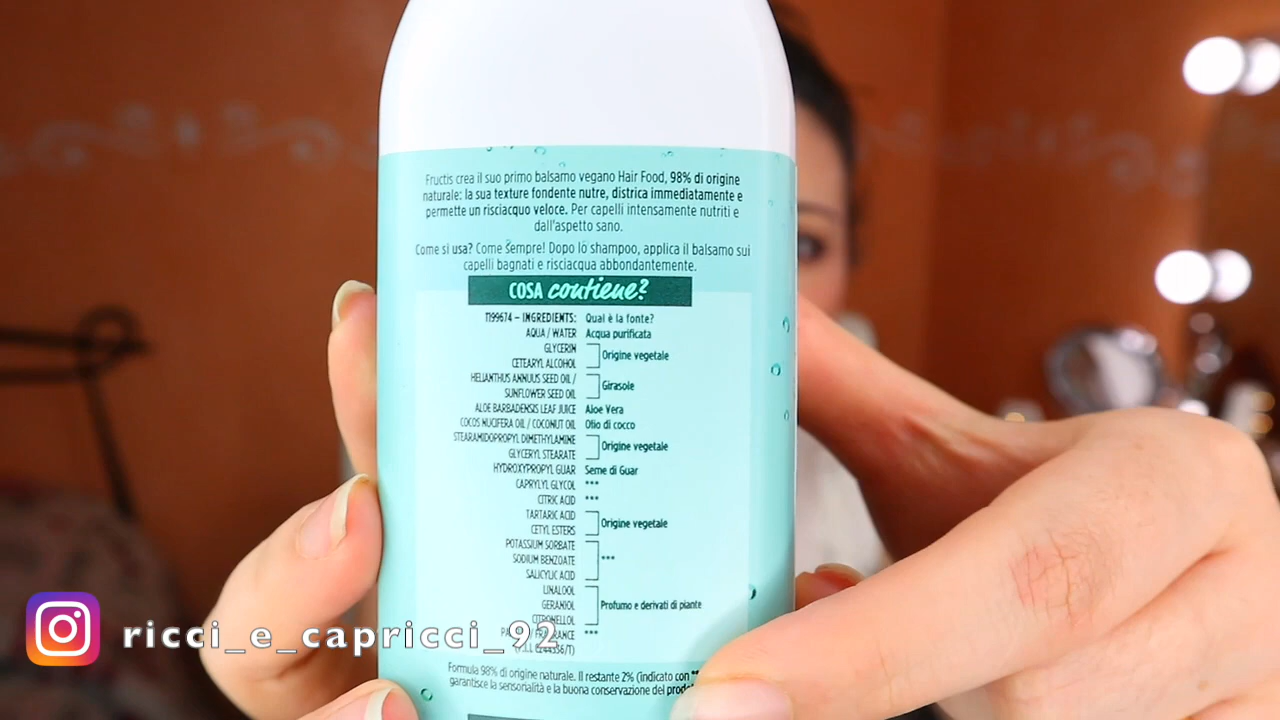 Fructis crea il suo primo balsamo vegano Hair Food, 98% di origine
naturale: la sua texture fondente nutre, districa immediatamente e
permette un risciacquo veloce. Per capelli intensamente nutriti e
dall'aspetto sano.
Come si usa? Come sempre! Dopo lo shampoo, applica il balsamo sui
capelli bagnati e risciacqua abbondantemente.
COSA contiene?
1199674 – INGREDIENTS: Qual è la fonte?
AQUA / WATER Acqua purificata
GLYCERIN
CETEARYL ALCOHOL
Origine vegetale
HELIANTHUS ANNUUS SEED OIL /
SUNFLOWER SEED OIL
Girasole
ALOE BARBADENSIS LEAF JUICE Aloe Vera
COCOS NUCIFERA OIL / COCONUT OIL Olio di cocco
STEARAMIDOPROPYL DIMETHYLAMINE
GLYCERYL STEARATE
Origine vegetale
HYDROXYPROPYL GUAR Seme di Guar
CAPRYLYL GLYCOL ***
CITRIC ACID ***
TARTARIC ACID
CETYL ESTERS
Origine vegetale
POTASSIUM SORBATE
SODIUM BENZOATE
SALICYLIC ACID
***
LINALOOL
GERANIOL
CITRONELLOL
Profumo e derivati di piante
FRAGRANCE ***
Formula 98% di origine naturale. Il restante 2% (indicato con
garantisce la sensorialità e la buona conservazione del
ricci_e_capricci_92